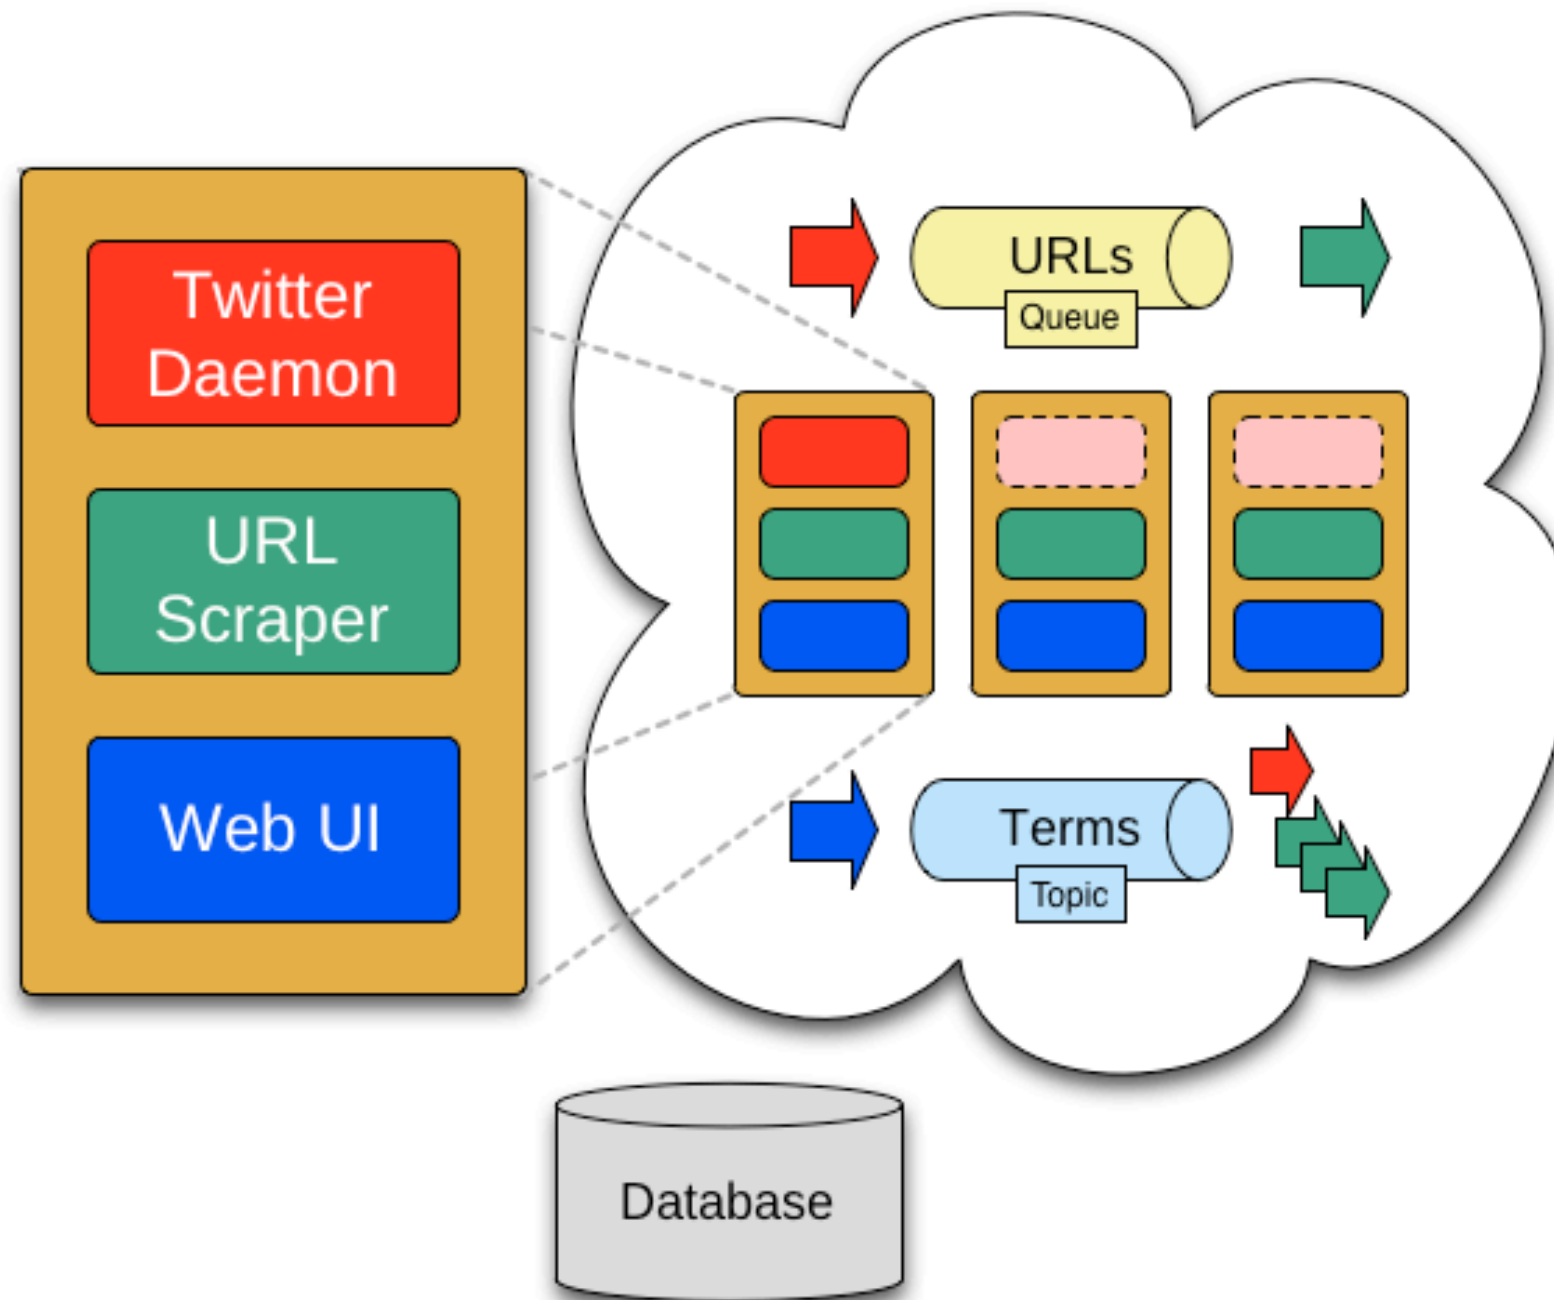 Twitter
Daemon
URL
Scraper
Web UI
URLs
Queue
Terms
Topic
Database